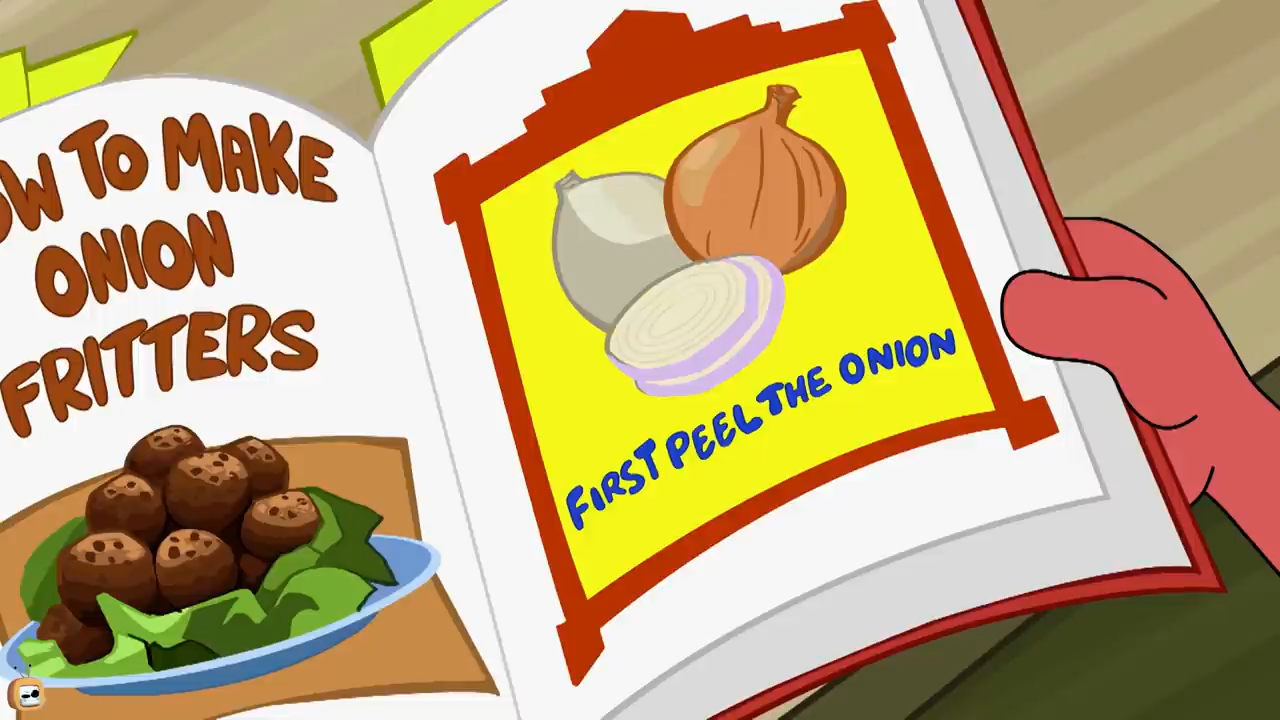 OW TO MAKE
ONION
FRITTERS
FIRST PEEL THE ONION